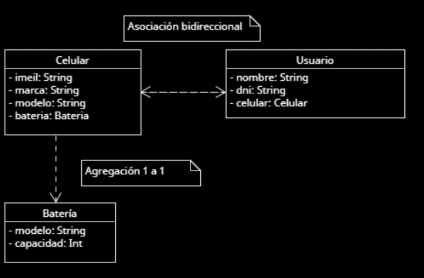 Asociación bidireccional
Celular
- imeil: String
- marca: String
- modelo: String
- bateria: Bateria
Usuario
- nombre: String
- dni: String
- celular: Celular
Agregación 1 a 1
Batería
- modelo: String
- capacidad: Int